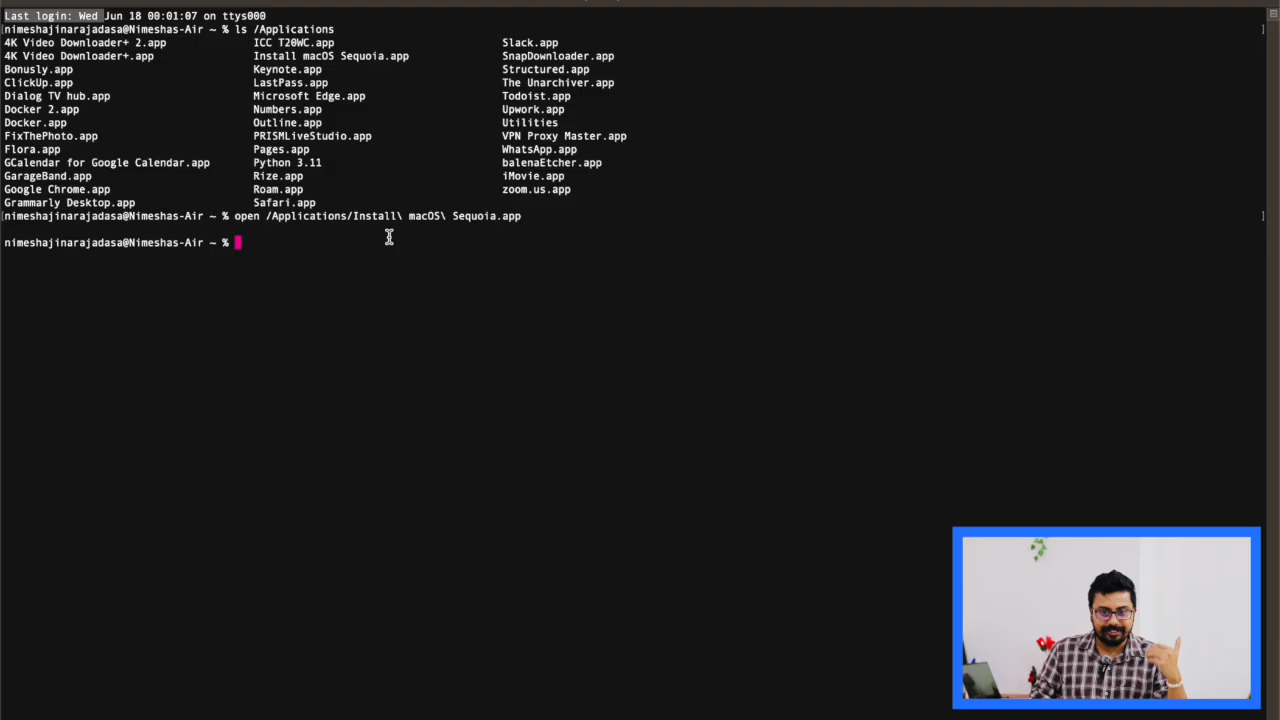 Last login: Wed Jun 18 00:01:07 on ttys000
[nimeshajinarajadasa@Nimeshas-Air ~ % ls /Applications ]
4K Video Downloader+ 2.app ICC T20WC.app Slack.app
4K Video Downloader+.app Install macOS Sequoia.app SnapDownloader.app
Bonusly.app Keynote.app Structured.app
ClickUp.app LastPass.app The Unarchiver.app
Dialog TV hub.app Microsoft Edge.app Todoist.app
Docker 2.app Numbers.app Upwork.app
Docker.app Outline.app Utilities
FixThePhoto.app PRISMLiveStudio.app VPN Proxy Master.app
Flora.app Pages.app WhatsApp.app
GCalendar for Google Calendar.app Python 3.11 balenaEtcher.app
GarageBand.app Rize.app iMovie.app
Google Chrome.app Roam.app zoom.us.app
Grammarly Desktop.app Safari.app
[nimeshajinarajadasa@Nimeshas-Air ~ % open /Applications/Install\ macOS\ Sequoia.app ]
nimeshajinarajadasa@Nimeshas-Air ~ %